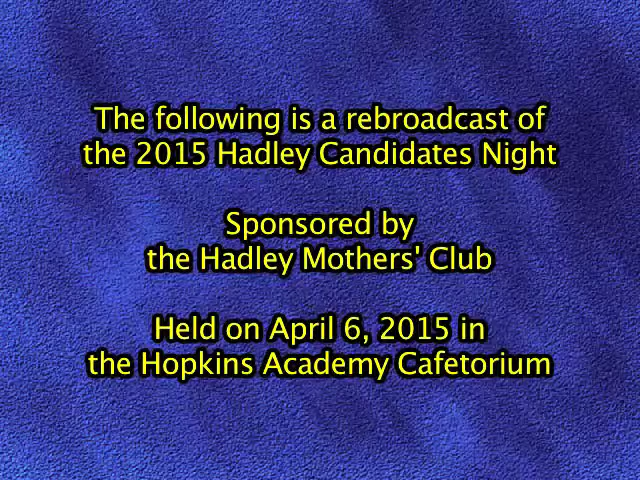 The following is a rebroadcast of
the 2015 Hadley Candidates Night
Sponsored by
the Hadley Mothers' Club
Held on April 6, 2015 in
the Hopkins Academy Cafetorium